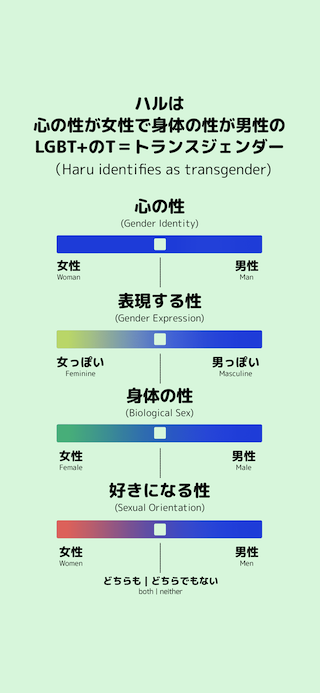 ハルは
心の性が女性で身体の性が男性の
LGBT+のT＝トランスジェンダー
（Haru identifies as transgender)
心の性
(Gender Identity)
女性 男性
Woman Man
表現する性
(Gender Expression)
女っぽい 男っぽい
Feminine Masculine
身体の性
(Biological Sex)
女性 男性
Female Male
好きになる性
(Sexual Orientation)
女性 男性
Women Men
どちらも | どちらでもない
both | neither